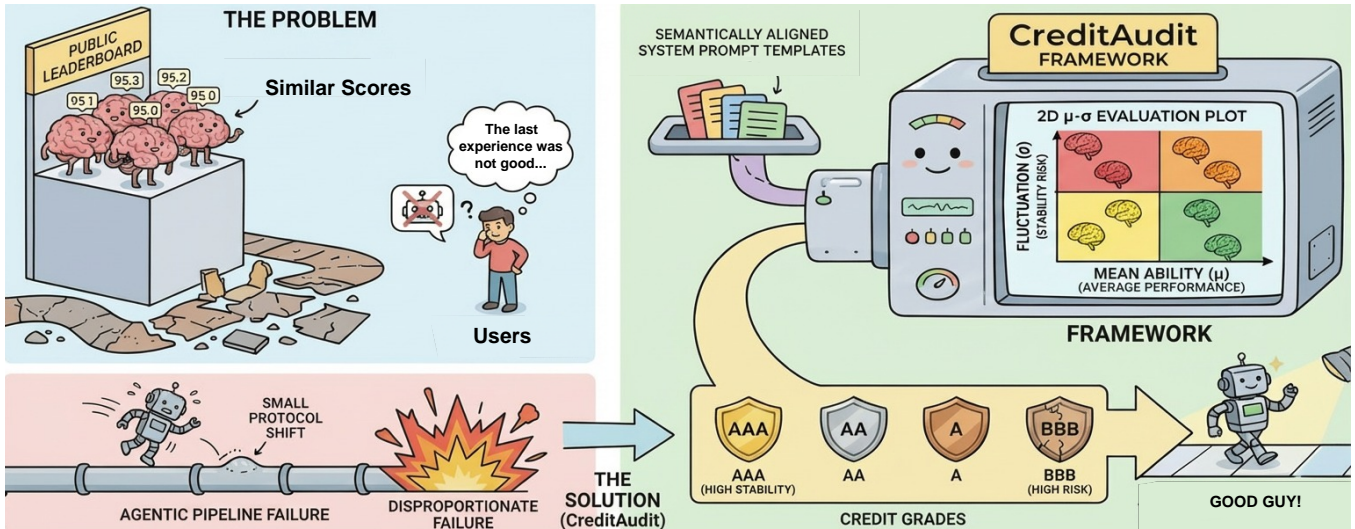 THE PROBLEM
PUBLIC
LEADERBOARD
95.1
95.3
95.2
95.0
95.0
Similar Scores
The last
experience was
not good...
?
Users
SMALL
PROTOCOL
SHIFT
AGENTIC PIPELINE FAILURE
DISPROPORTIONATE
FAILURE
THE
SOLUTION
(CreditAudit)
SEMANTICALLY ALIGNED
SYSTEM PROMPT TEMPLATES
CreditAudit
FRAMEWORK
2D μ-σ EVALUATION PLOT
FLUCTUATION (σ)
(STABILITY RISK)
MEAN ABILITY (μ)
(AVERAGE PERFORMANCE)
FRAMEWORK
AAA
AA
A
BBB
AAA
(HIGH STABILITY)
AA
A
BBB
(HIGH RISK)
CREDIT GRADES
GOOD GUY!